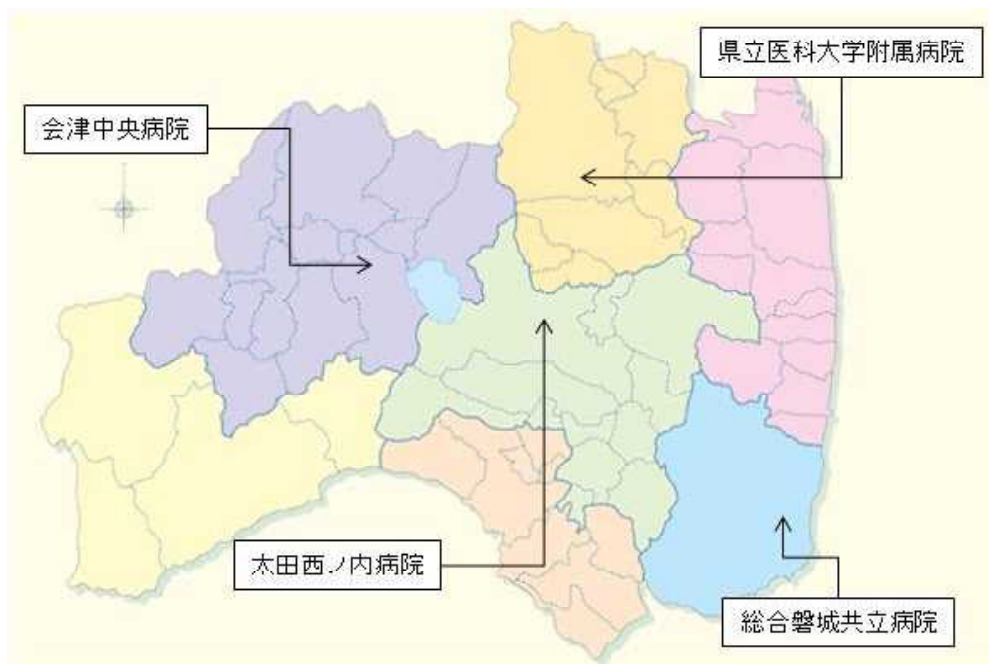 県立医科大学附属病院
会津中央病院
太田西ノ内病院
総合磐城共立病院